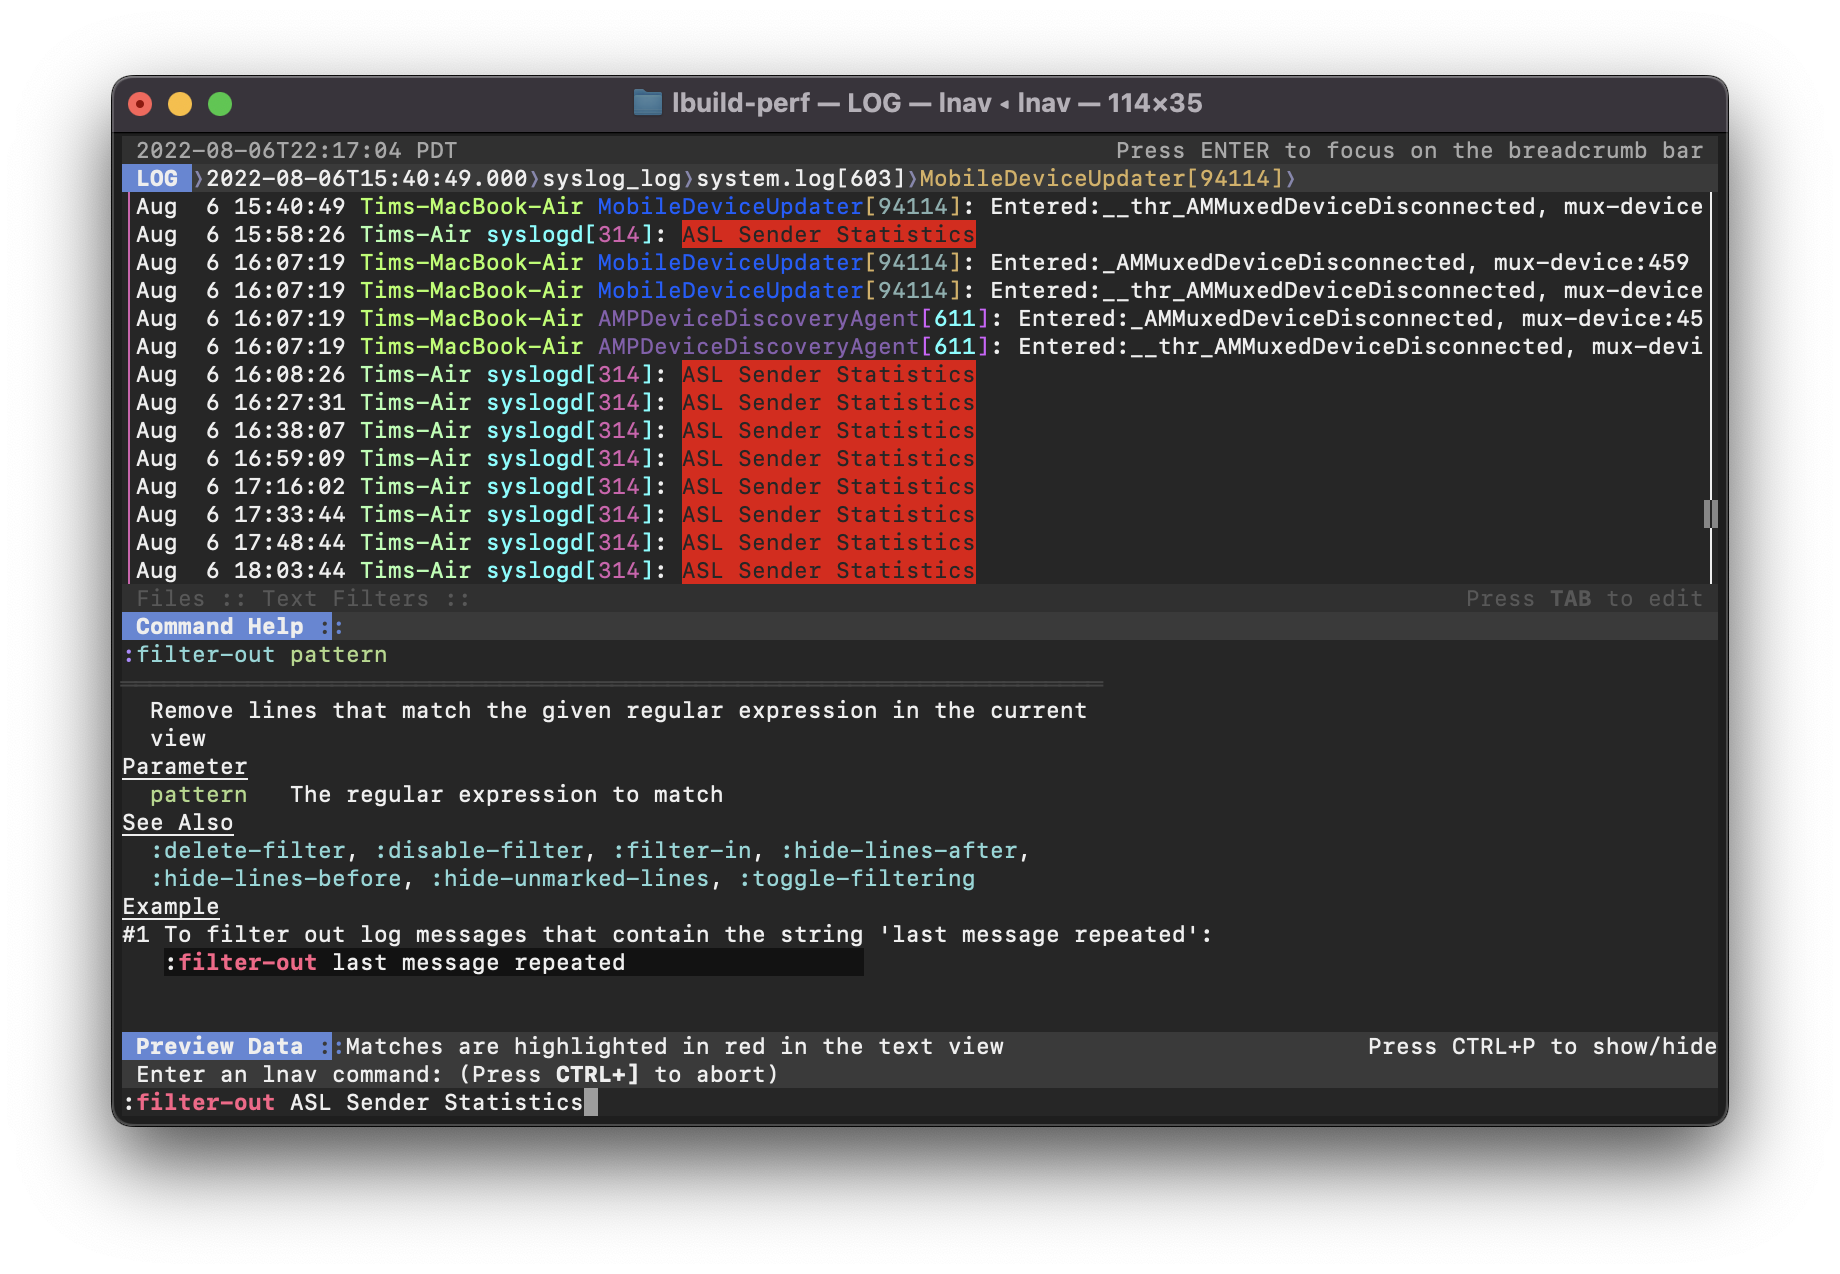 lbuild-perf — LOG — lnav ◂ lnav — 114×35
2022-08-06T22:17:04 PDT Press ENTER to focus on the breadcrumb bar
LOG ❭2022-08-06T15:40:49.000❭syslog_log❭system.log[603]❭MobileDeviceUpdater[94114]❭
Aug  6 15:40:49 Tims-MacBook-Air MobileDeviceUpdater[94114]: Entered:__thr_AMMuxedDeviceDisconnected, mux-device
Aug  6 15:58:26 Tims-Air syslogd[314]: ASL Sender Statistics
Aug  6 16:07:19 Tims-MacBook-Air MobileDeviceUpdater[94114]: Entered:_AMMuxedDeviceDisconnected, mux-device:459
Aug  6 16:07:19 Tims-MacBook-Air MobileDeviceUpdater[94114]: Entered:__thr_AMMuxedDeviceDisconnected, mux-device
Aug  6 16:07:19 Tims-MacBook-Air AMPDeviceDiscoveryAgent[611]: Entered:_AMMuxedDeviceDisconnected, mux-device:45
Aug  6 16:07:19 Tims-MacBook-Air AMPDeviceDiscoveryAgent[611]: Entered:__thr_AMMuxedDeviceDisconnected, mux-devi
Aug  6 16:08:26 Tims-Air syslogd[314]: ASL Sender Statistics
Aug  6 16:27:31 Tims-Air syslogd[314]: ASL Sender Statistics
Aug  6 16:38:07 Tims-Air syslogd[314]: ASL Sender Statistics
Aug  6 16:59:09 Tims-Air syslogd[314]: ASL Sender Statistics
Aug  6 17:16:02 Tims-Air syslogd[314]: ASL Sender Statistics
Aug  6 17:33:44 Tims-Air syslogd[314]: ASL Sender Statistics
Aug  6 17:48:44 Tims-Air syslogd[314]: ASL Sender Statistics
Aug  6 18:03:44 Tims-Air syslogd[314]: ASL Sender Statistics
Files :: Text Filters :: Press TAB to edit
Command Help ::
:filter-out pattern
Remove lines that match the given regular expression in the current
view
Parameter
pattern   The regular expression to match
See Also
:delete-filter, :disable-filter, :filter-in, :hide-lines-after,
:hide-lines-before, :hide-unmarked-lines, :toggle-filtering
Example
#1 To filter out log messages that contain the string 'last message repeated':
:filter-out last message repeated
Preview Data ::Matches are highlighted in red in the text view Press CTRL+P to show/hide
Enter an lnav command: (Press CTRL+] to abort)
:filter-out ASL Sender Statistics